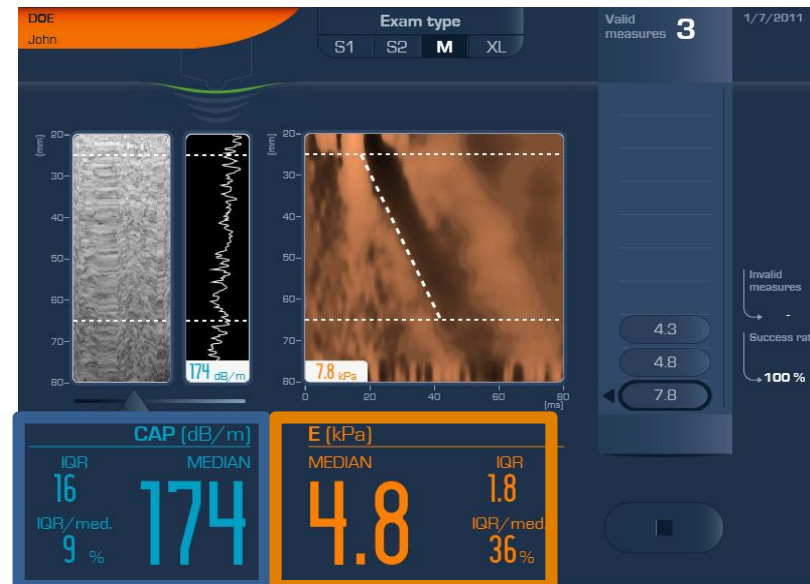 DOE
John
Exam type
S1 S2 M XL
Valid measures 3
1/7/2011
[mm]
20
30
40
50
60
70
80
174 dB/m
[mm]
20
30
40
50
60
70
80
7.8 kPa
0 20 40 60 80
[ms]
4.3
4.8
7.8
Invalid
measures
-
Success rat
100 %
CAP (dB/m)
IQR
16
MEDIAN
174
IQR/med.
9 %
E (kPa)
MEDIAN
4.8
IQR
1.8
IQR/med.
36 %